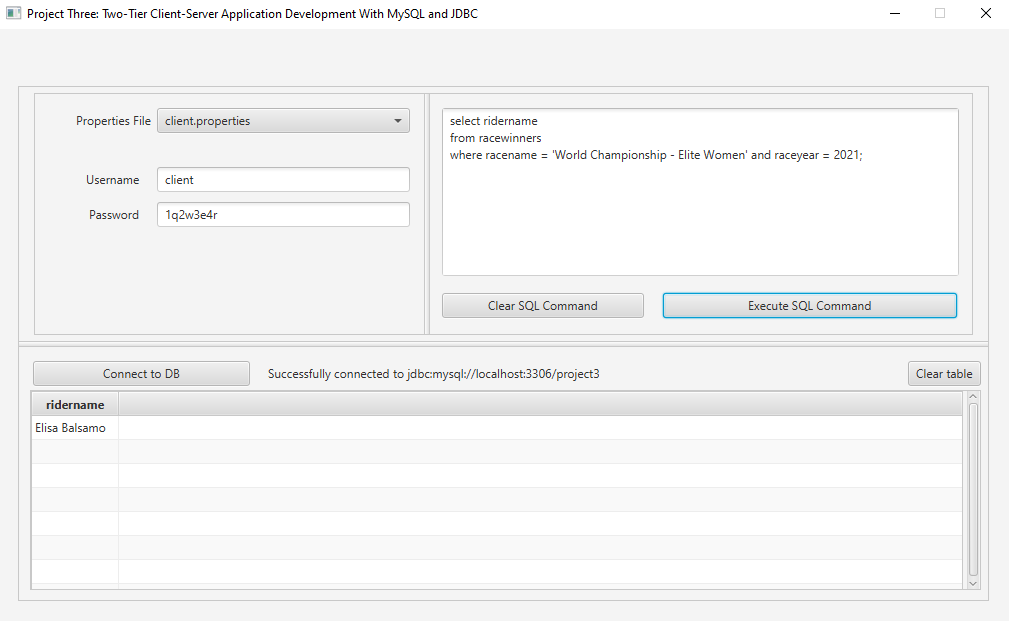 Project Three: Two-Tier Client-Server Application Development With MySQL and JDBC
Properties File
client.properties
Username
client
Password
1q2w3e4r
select ridername
from racewinners
where racename = 'World Championship - Elite Women' and raceyear = 2021;
Clear SQL Command
Execute SQL Command
Connect to DB
Successfully connected to jdbc:mysql://localhost:3306/project3
Clear table
ridername
Elisa Balsamo